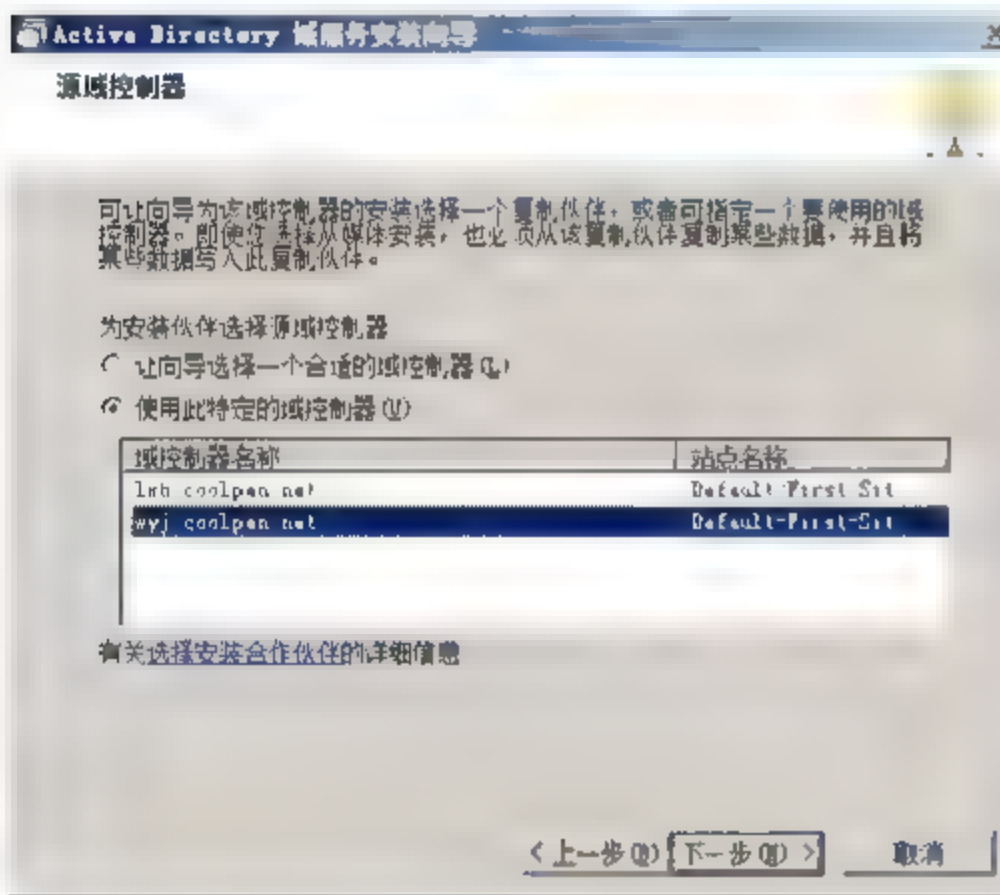 Active Directory 域服务安装向导
源域控制器
可让向导为该域控制器的安装选择一个复制伙伴，或者可指定一个要使用的域
控制器。即使您选择从媒体安装，也必须从该复制伙伴复制某些数据，并且将
某些数据写入此复制伙伴。
为安装伙伴选择源域控制器
让向导选择一个合适的域控制器(L)
使用此特定的域控制器(U)
域控制器名称 站点名称
coolpen.net Default-First-Sit
wyj.coolpen.net Default-First-Sit
有关选择安装合作伙伴的详细信息
< 上一步(B) 下一步(N) > 取消